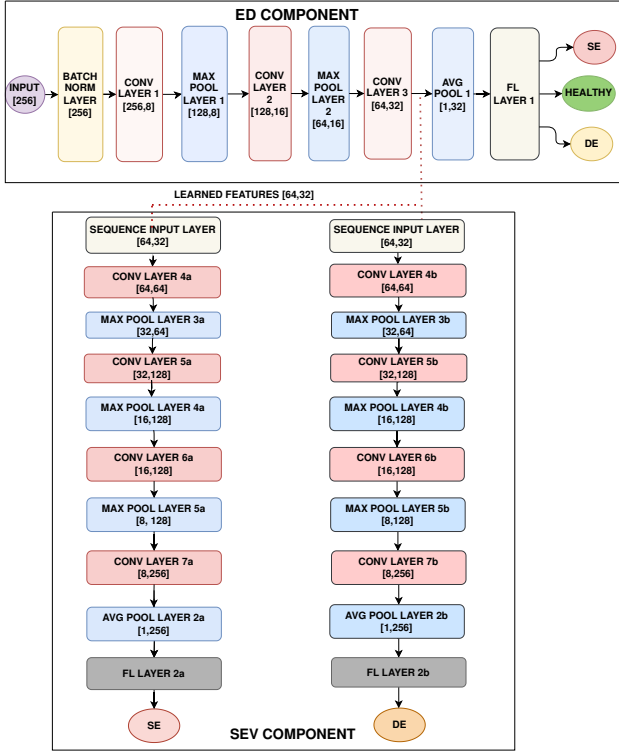 ED COMPONENT
INPUT
[256]
BATCH
NORM
LAYER
[256]
CONV
LAYER 1
[256,8]
MAX
POOL
LAYER 1
[128,8]
CONV
LAYER
2
[128,16]
MAX
POOL
LAYER
2
[64,16]
CONV
LAYER 3
[64,32]
AVG
POOL 1
[1,32]
FL
LAYER 1
SE
HEALTHY
DE
LEARNED FEATURES [64,32]
SEQUENCE INPUT LAYER
[64,32]
CONV LAYER 4a
[64,64]
MAX POOL LAYER 3a
[32,64]
CONV LAYER 5a
[32,128]
MAX POOL LAYER 4a
[16,128]
CONV LAYER 6a
[16,128]
MAX POOL LAYER 5a
[8, 128]
CONV LAYER 7a
[8,256]
AVG POOL LAYER 2a
[1,256]
FL LAYER 2a
SE
SEQUENCE INPUT LAYER
[64,32]
CONV LAYER 4b
[64,64]
MAX POOL LAYER 3b
[32,64]
CONV LAYER 5b
[32,128]
MAX POOL LAYER 4b
[16,128]
CONV LAYER 6b
[16,128]
MAX POOL LAYER 5b
[8,128]
CONV LAYER 7b
[8,256]
AVG POOL LAYER 2b
[1,256]
FL LAYER 2b
DE
SEV COMPONENT